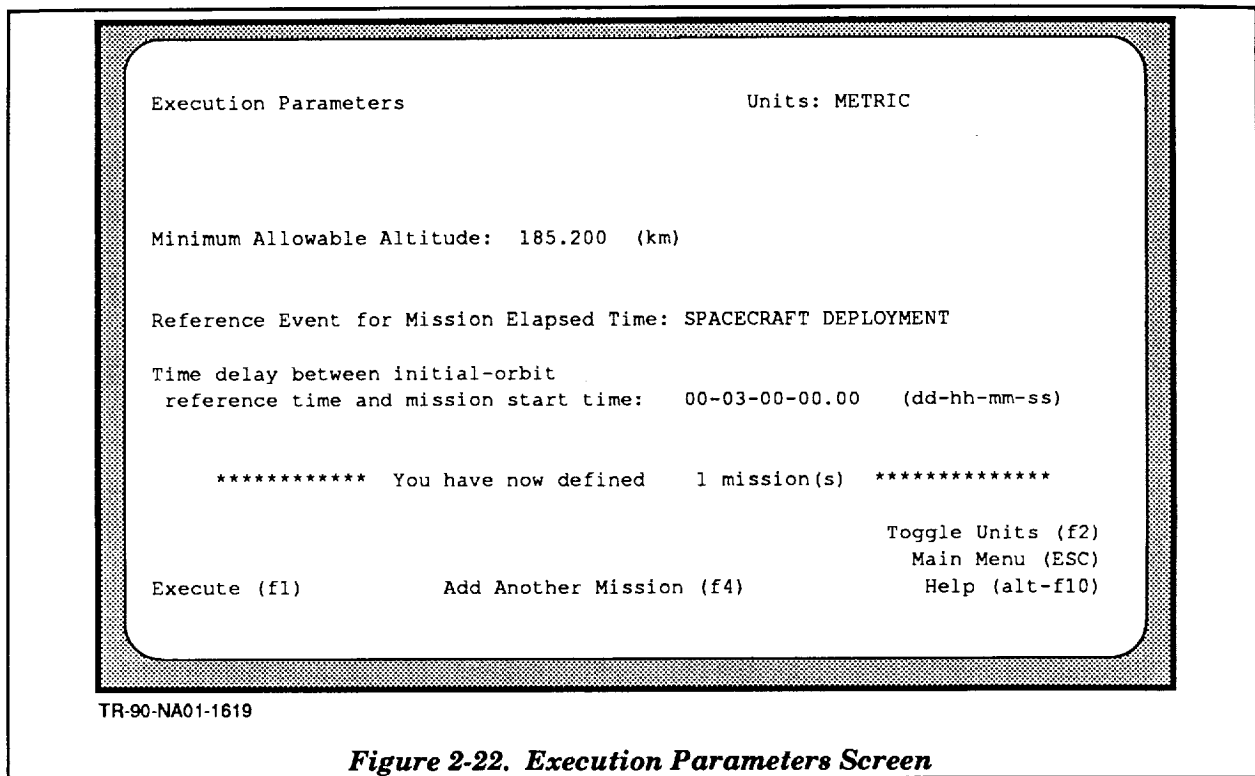 Execution Parameters Units: METRIC
Minimum Allowable Altitude: 185.200 (km)
Reference Event for Mission Elapsed Time: SPACECRAFT DEPLOYMENT
Time delay between initial-orbit
reference time and mission start time: 00-03-00-00.00 (dd-hh-mm-ss)
************ You have now defined 1 mission(s) **************
Toggle Units (f2)
Main Menu (ESC)
Execute (f1) Add Another Mission (f4) Help (alt-f10)
TR-90-NA01-1619
Figure 2-22. Execution Parameters Screen